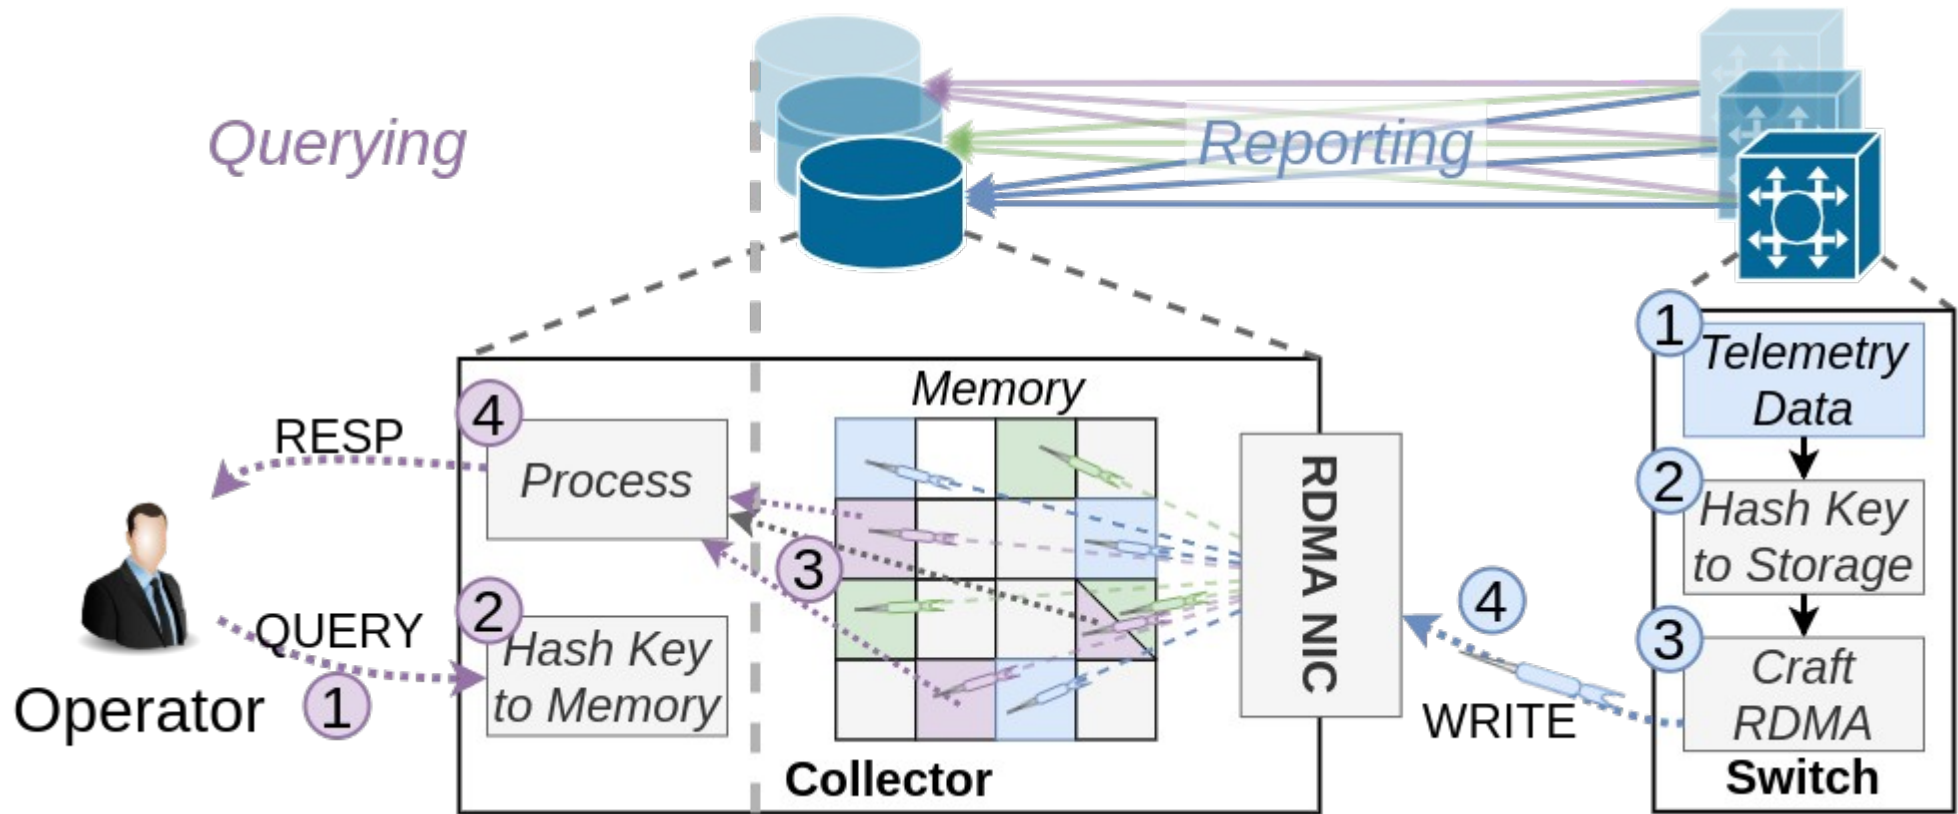 Querying
Reporting
1
Telemetry
Data
2
Hash Key
to Storage
3
Craft
RDMA
Switch
4
WRITE
RDMA NIC
Memory
Collector
4
Process
RESP
3
2
Hash Key
to Memory
QUERY
1
Operator